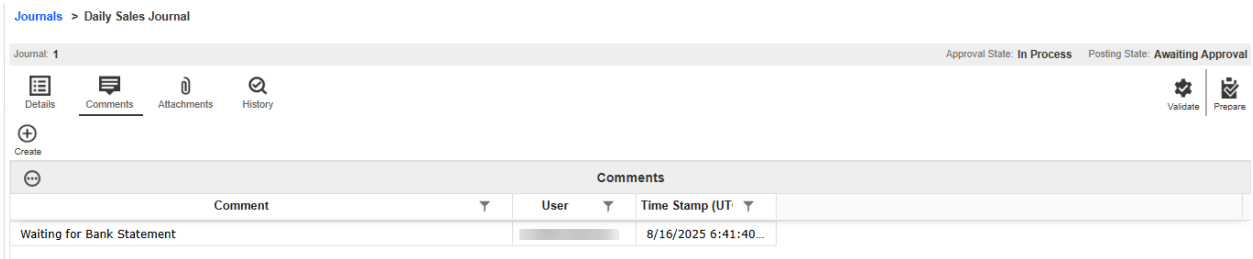 Journals > Daily Sales Journal
Journal: 1 Approval State: In Process Posting State: Awaiting Approval
Details Comments Attachments History Validate Prepare
Create
Comments
Comment User Time Stamp (UT
Waiting for Bank Statement 8/16/2025 6:41:40...